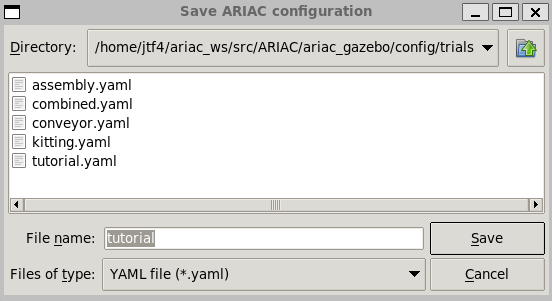 Save ARIAC configuration
Directory: /home/jtf4/ariac_ws/src/ARIAC/ariac_gazebo/config/trials
assembly.yaml
combined.yaml
conveyor.yaml
kitting.yaml
tutorial.yaml
File name: tutorial Save
Files of type: YAML file (*.yaml) Cancel